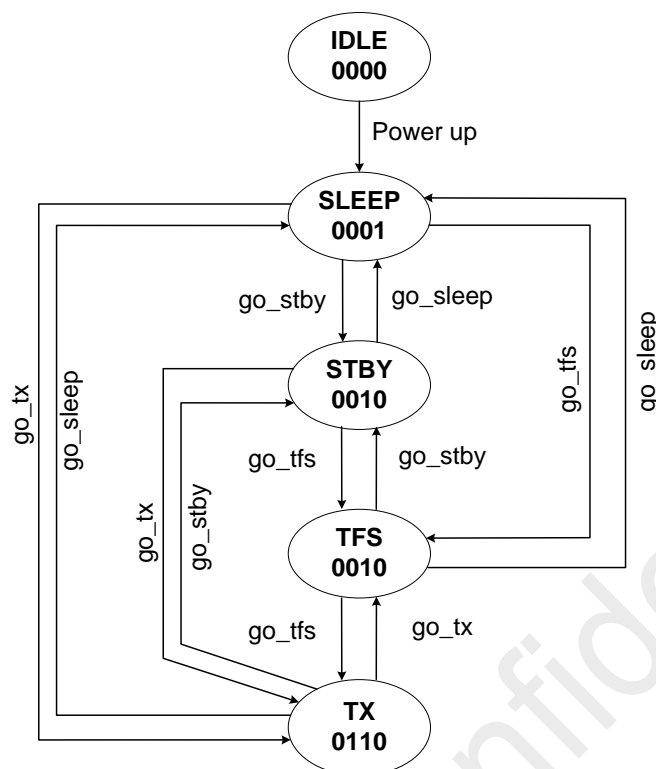 IDLE
0000
Power up
SLEEP
0001
go_stby
go_sleep
STBY
0010
go_tfs
go_stby
TFS
0010
go_tfs
go_tx
TX
0110
go_tx
go_sleep
go_tx
go_stby
go_tfs
go_sleep
nfide